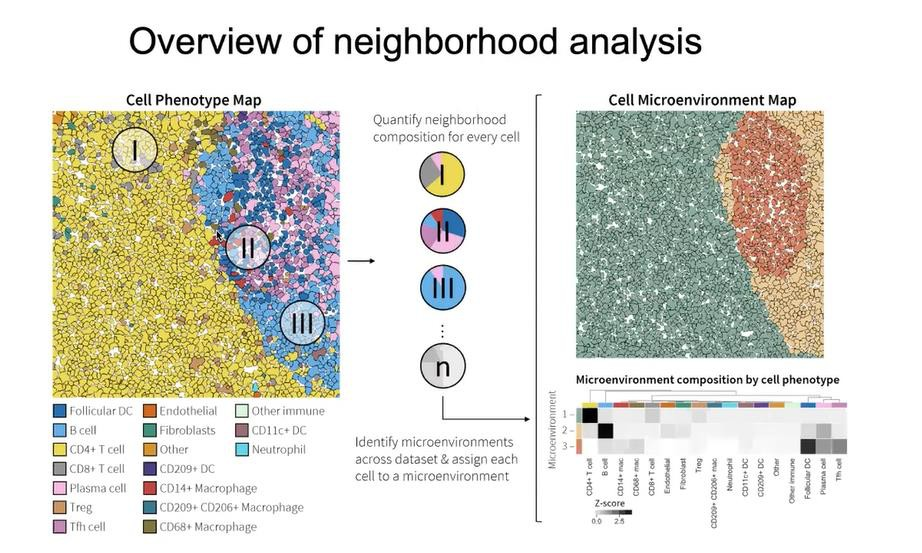 Overview of neighborhood analysis
Cell Phenotype Map
I
II
III
Follicular DC
B cell
CD4+ T cell
CD8+ T cell
Plasma cell
Treg
Tfh cell
Endothelial
Fibroblasts
Other
CD209+ DC
CD14+ Macrophage
CD209+ CD206+ Macrophage
CD68+ Macrophage
Other immune
CD11c+ DC
Neutrophil
Quantify neighborhood
composition for every cell
I
II
III
n
Identify microenvironments
across dataset & assign each
cell to a microenvironment
Cell Microenvironment Map
Microenvironment composition by cell phenotype
Microenvironment
1
2
3
CD4+ T cell
B cell
CD14+ mac
CD68+ mac
CD8+ T cell
Endothelial
Fibroblast
Treg
CD209+ CD206+ mac
Neutrophil
CD11c+ DC
CD209+ DC
Other
Other immune
Follicular DC
Plasma cell
Tfh cell
Z-score
0.0 2.5